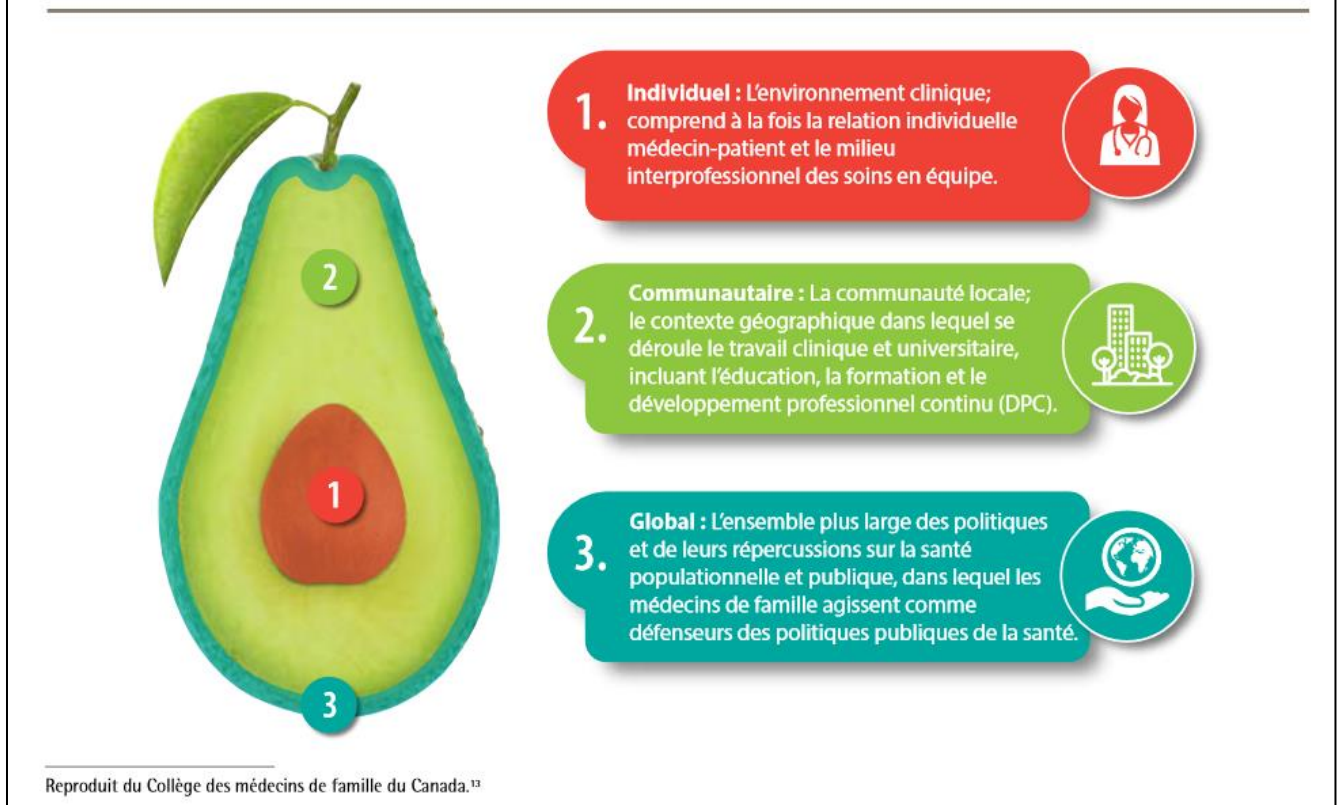 1. Individuel : L'environnement clinique;
comprend à la fois la relation individuelle
médecin-patient et le milieu
interprofessionnel des soins en équipe.
2. Communautaire : La communauté locale;
le contexte géographique dans lequel se
déroule le travail clinique et universitaire,
incluant l'éducation, la formation et le
développement professionnel continu (DPC).
3. Global : L'ensemble plus large des politiques
et de leurs répercussions sur la santé
populationnelle et publique, dans lequel les
médecins de famille agissent comme
défenseurs des politiques publiques de la santé.
2
1
3
Reproduit du Collège des médecins de famille du Canada.¹³